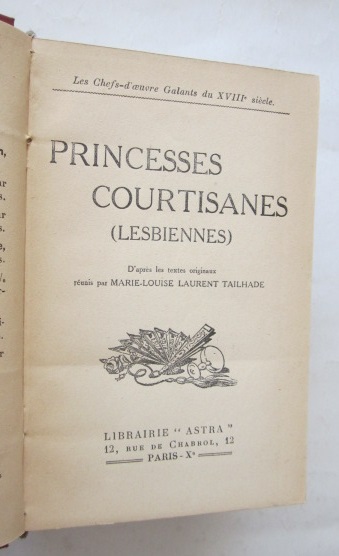 Les Chefs-d'œuvre Galants du XVIIIᵉ siècle.
PRINCESSES
COURTISANES
(LESBIENNES)
D'après les textes originaux
réunis par MARIE-LOUISE LAURENT TAILHADE
LIBRAIRIE "ASTRA"
12, RUE DE CHABROL, 12
PARIS-Xᵉ